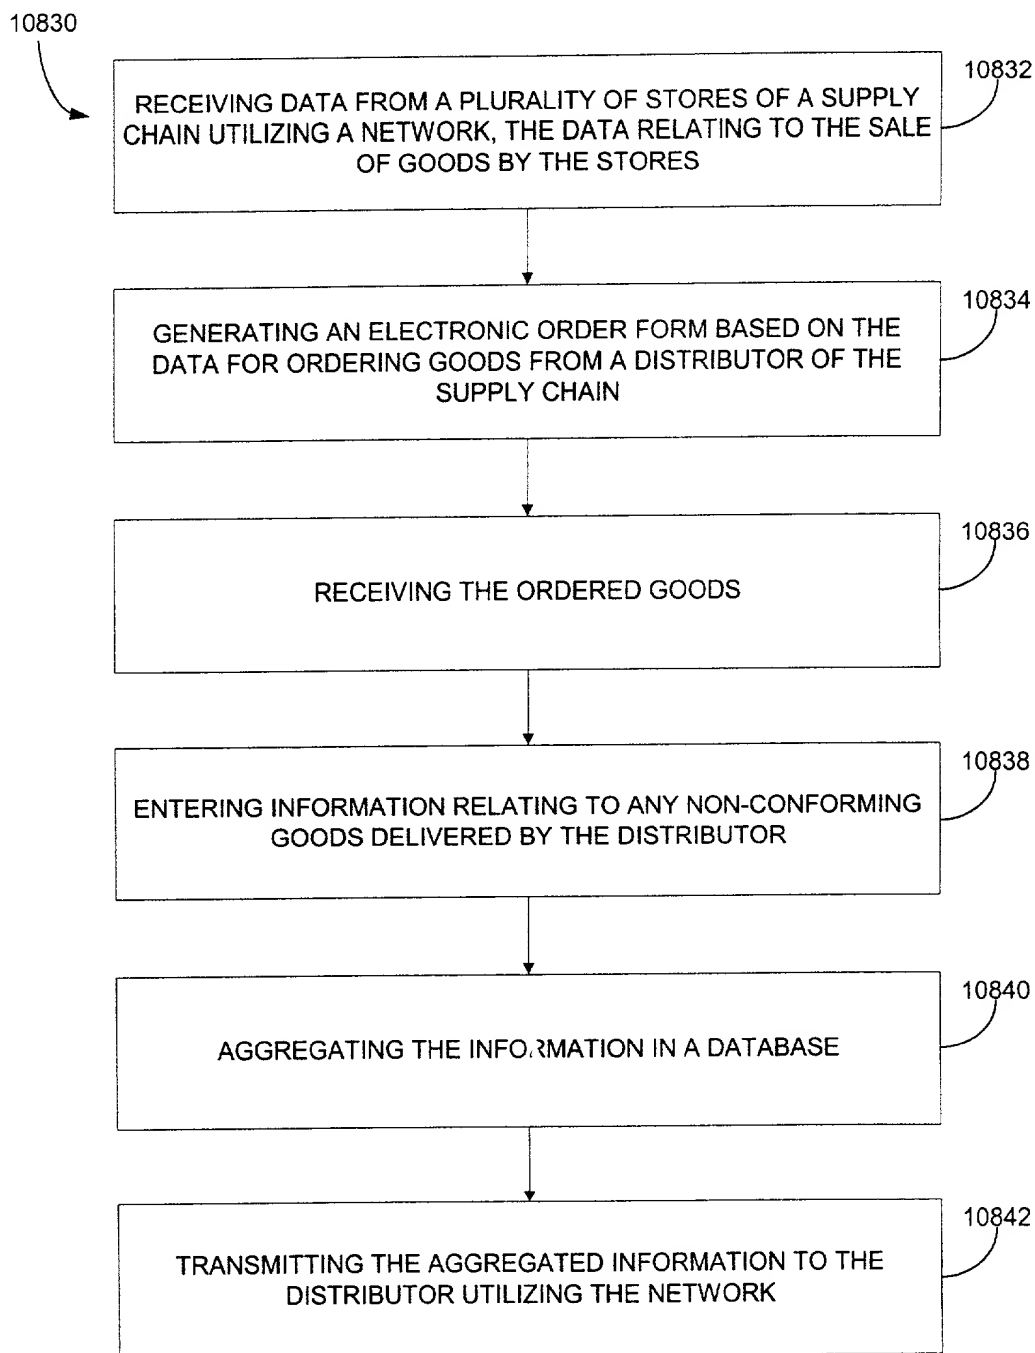 10830
10832
RECEIVING DATA FROM A PLURALITY OF STORES OF A SUPPLY
CHAIN UTILIZING A NETWORK, THE DATA RELATING TO THE SALE
OF GOODS BY THE STORES
10834
GENERATING AN ELECTRONIC ORDER FORM BASED ON THE
DATA FOR ORDERING GOODS FROM A DISTRIBUTOR OF THE
SUPPLY CHAIN
10836
RECEIVING THE ORDERED GOODS
10838
ENTERING INFORMATION RELATING TO ANY NON-CONFORMING
GOODS DELIVERED BY THE DISTRIBUTOR
10840
AGGREGATING THE INFORMATION IN A DATABASE
10842
TRANSMITTING THE AGGREGATED INFORMATION TO THE
DISTRIBUTOR UTILIZING THE NETWORK